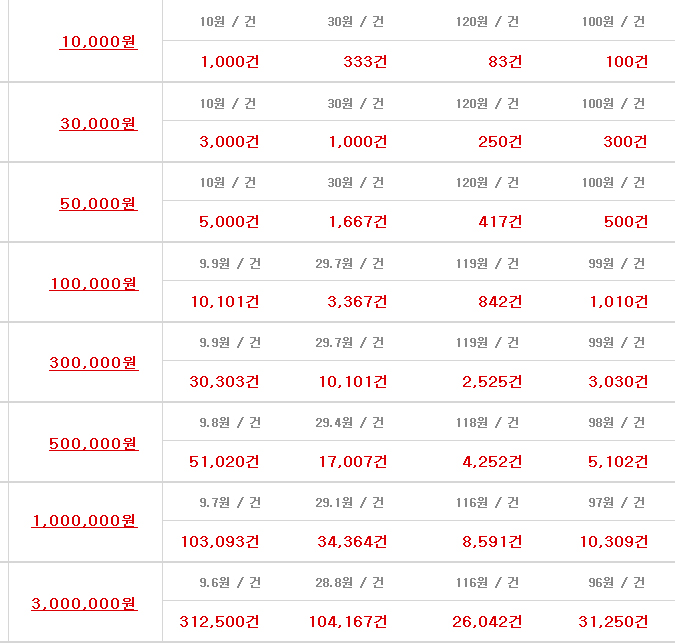 10,000원
10원 / 건 30원 / 건 120원 / 건 100원 / 건
1,000건 333건 83건 100건
30,000원
10원 / 건 30원 / 건 120원 / 건 100원 / 건
3,000건 1,000건 250건 300건
50,000원
10원 / 건 30원 / 건 120원 / 건 100원 / 건
5,000건 1,667건 417건 500건
100,000원
9.9원 / 건 29.7원 / 건 119원 / 건 99원 / 건
10,101건 3,367건 842건 1,010건
300,000원
9.9원 / 건 29.7원 / 건 119원 / 건 99원 / 건
30,303건 10,101건 2,525건 3,030건
500,000원
9.8원 / 건 29.4원 / 건 118원 / 건 98원 / 건
51,020건 17,007건 4,252건 5,102건
1,000,000원
9.7원 / 건 29.1원 / 건 116원 / 건 97원 / 건
103,093건 34,364건 8,591건 10,309건
3,000,000원
9.6원 / 건 28.8원 / 건 116원 / 건 96원 / 건
312,500건 104,167건 26,042건 31,250건